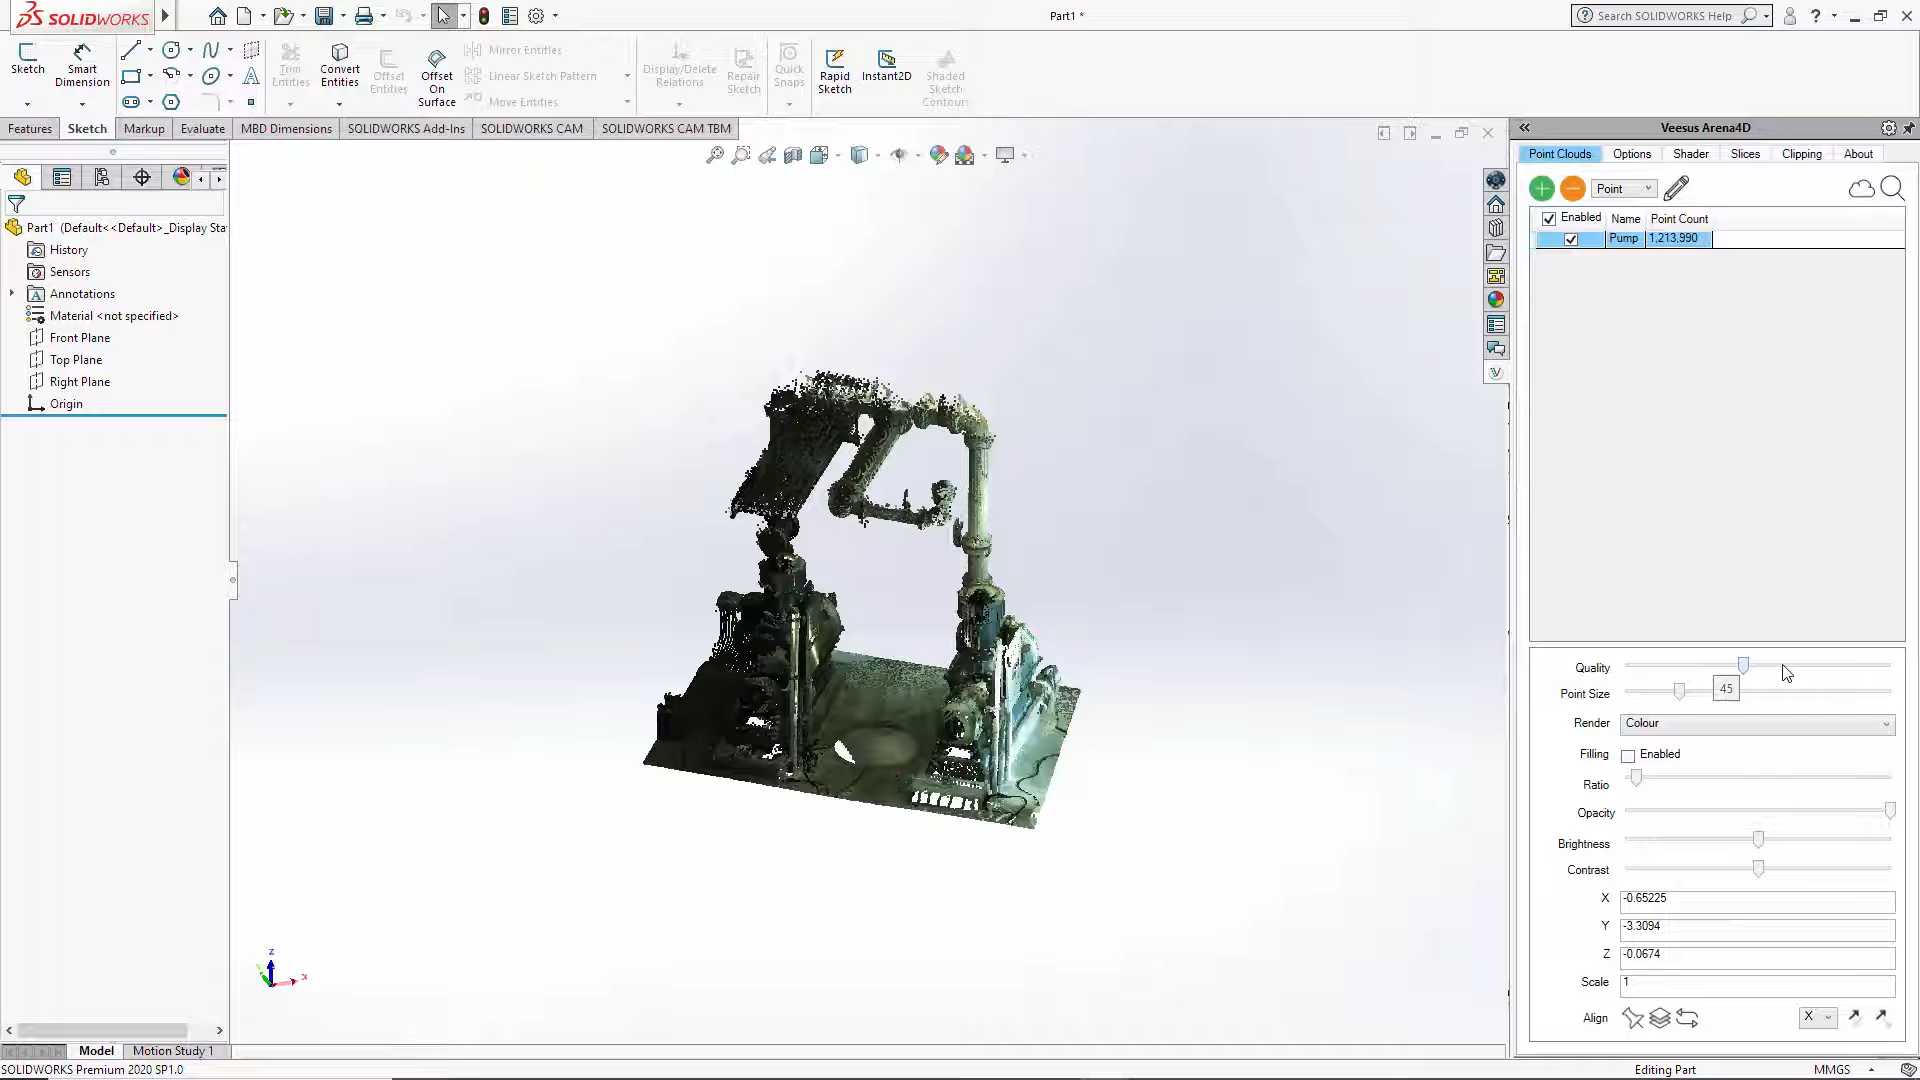 SOLIDWORKS
Part1 *
Search SOLIDWORKS Help
Sketch
Smart Dimension
Trim Entities
Convert Entities
Offset Entities
Offset On Surface
Mirror Entities
Linear Sketch Pattern
Move Entities
Display/Delete Relations
Repair Sketch
Quick Snaps
Rapid Sketch
Instant2D
Shaded Sketch Contours
Features
Sketch
Markup
Evaluate
MBD Dimensions
SOLIDWORKS Add-Ins
SOLIDWORKS CAM
SOLIDWORKS CAM TBM
Part1 (Default<<Default>_Display Sta
History
Sensors
Annotations
Material <not specified>
Front Plane
Top Plane
Right Plane
Origin
z
x
Veesus Arena4D
Point Clouds
Options
Shader
Slices
Clipping
About
Point
Enabled Name Point Count
Pump 1,213,990
Quality
45
Point Size
Render Colour
Filling Enabled
Ratio
Opacity
Brightness
Contrast
X -0.65225
Y -3.3094
Z -0.0674
Scale 1
Align X
Model
Motion Study 1
SOLIDWORKS Premium 2020 SP1.0
Editing Part
MMGS